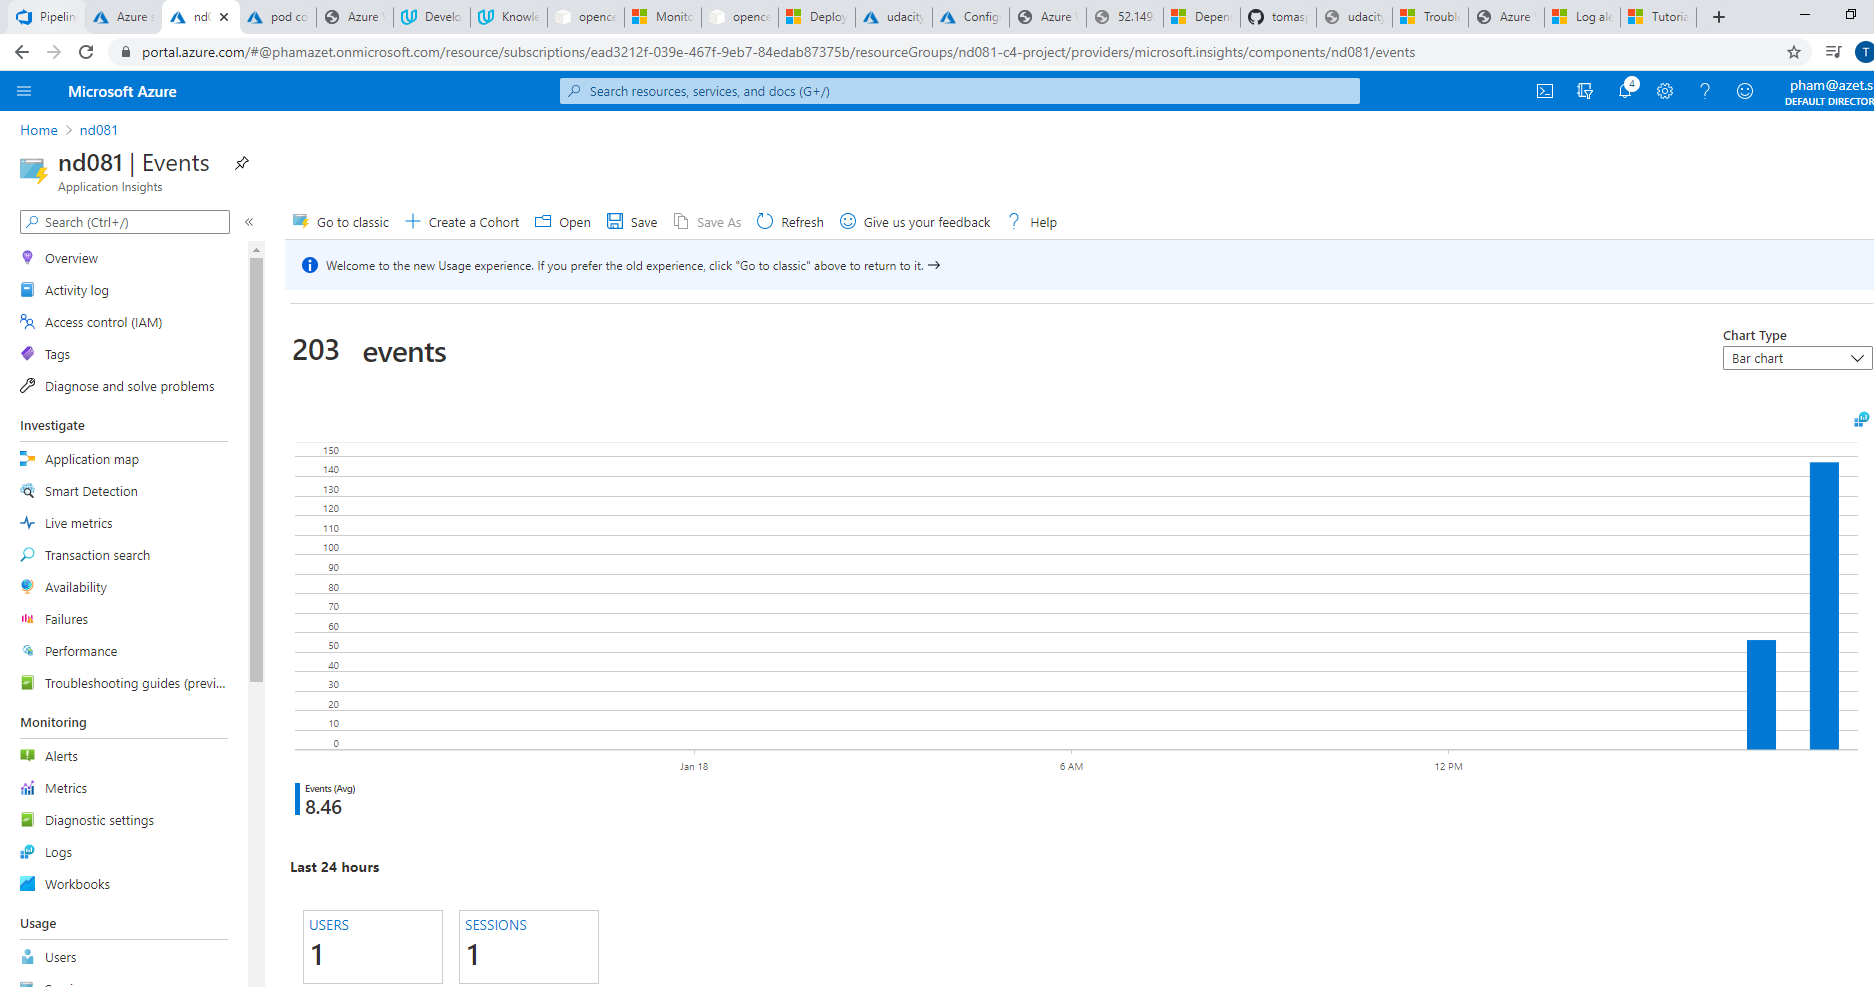 Pipelin
Azure s
nd0
pod co
Azure
Develo
Knowle
opence
Monito
opence
Deploy
udacity
Config
Azure
52.149.
Depen
tomasp
udacity
Troubl
Azure
Log ale
Tutoria
portal.azure.com/#@phamazet.onmicrosoft.com/resource/subscriptions/ead3212f-039e-467f-9eb7-84edab87375b/resourceGroups/nd081-c4-project/providers/microsoft.insights/components/nd081/events
T
Microsoft Azure
Search resources, services, and docs (G+/)
4
pham@azet.s
DEFAULT DIRECTOR
Home > nd081
nd081 | Events
Application Insights
Search (Ctrl+/)
«
Go to classic
Create a Cohort
Open
Save
Save As
Refresh
Give us your feedback
? Help
Welcome to the new Usage experience. If you prefer the old experience, click "Go to classic" above to return to it. →
Overview
Activity log
Access control (IAM)
Tags
Diagnose and solve problems
Investigate
Application map
Smart Detection
Live metrics
Transaction search
Availability
Failures
Performance
Troubleshooting guides (previ...
Monitoring
Alerts
Metrics
Diagnostic settings
Logs
Workbooks
Usage
Users
203 events
Chart Type
Bar chart
150
140
130
120
110
100
90
80
70
60
50
40
30
20
10
0
Jan 18
6 AM
12 PM
Events (Avg)
8.46
Last 24 hours
USERS
1
SESSIONS
1